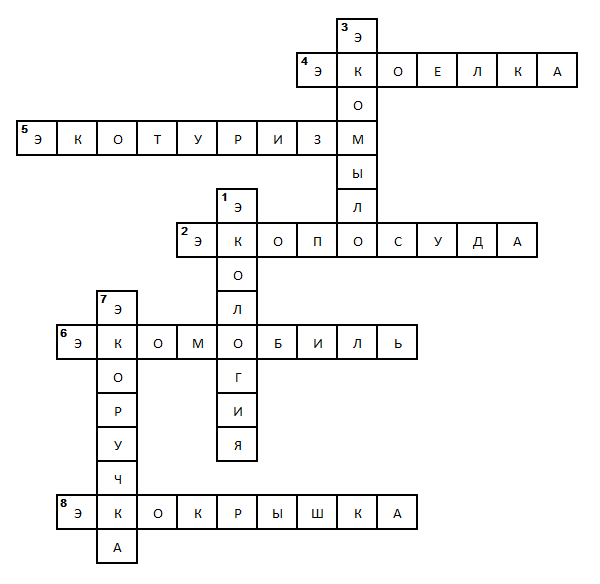 3 Э
4 Э К О Е Л К А
О
5 Э К О Т У Р И З М
Ы
1 Э Л
2 Э К О П О С У Д А
О
7 Э Л
6 Э К О М О Б И Л Ь
О Г
Р И
У Я
Ч
8 Э К О К Р Ы Ш К А
А